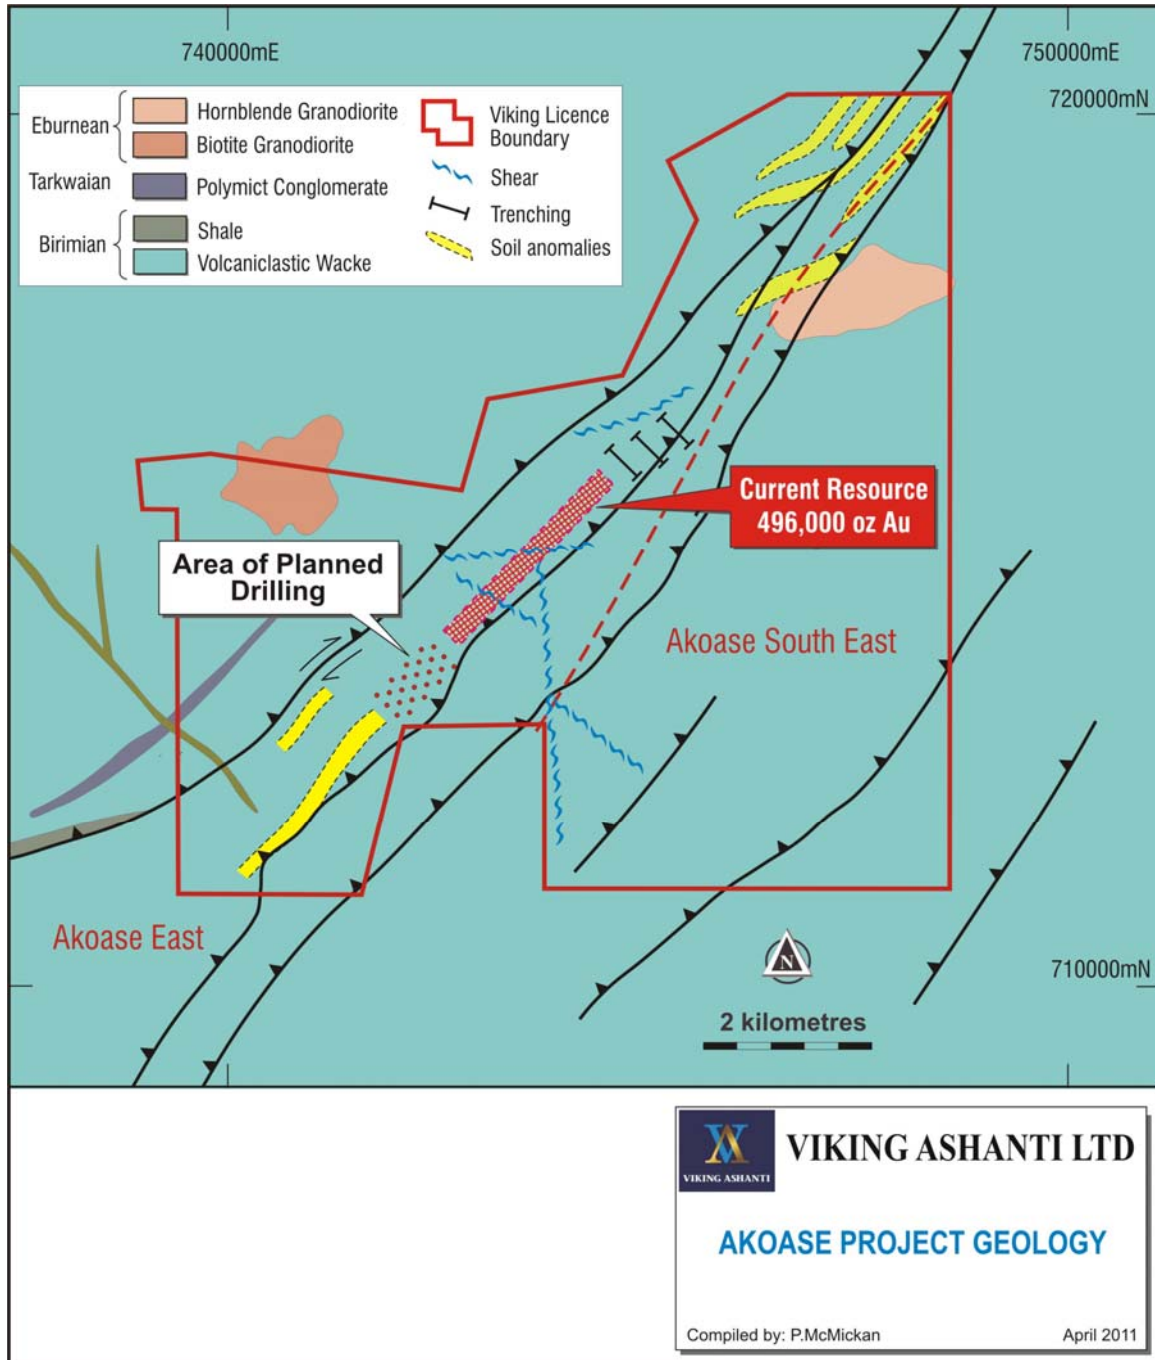 740000mE
750000mE
720000mN
Eburnean
Hornblende Granodiorite
Biotite Granodiorite
Tarkwaian
Polymict Conglomerate
Birimian
Shale
Volcaniclastic Wacke
Viking Licence
Boundary
Shear
Trenching
Soil anomalies
Current Resource
496,000 oz Au
Area of Planned
Drilling
Akoase South East
Akoase East
N
710000mN
2 kilometres
VIKING ASHANTI
VIKING ASHANTI LTD
AKOASE PROJECT GEOLOGY
Compiled by: P.McMickan
April 2011